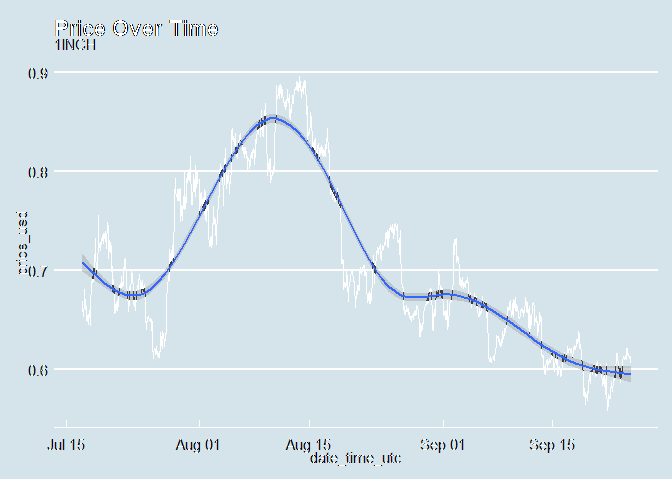 Price Over Time
1INCH
0.9
0.8
price_usd
0.7
0.6
Jul 15 Aug 01 Aug 15 Sep 01 Sep 15
date_time_utc